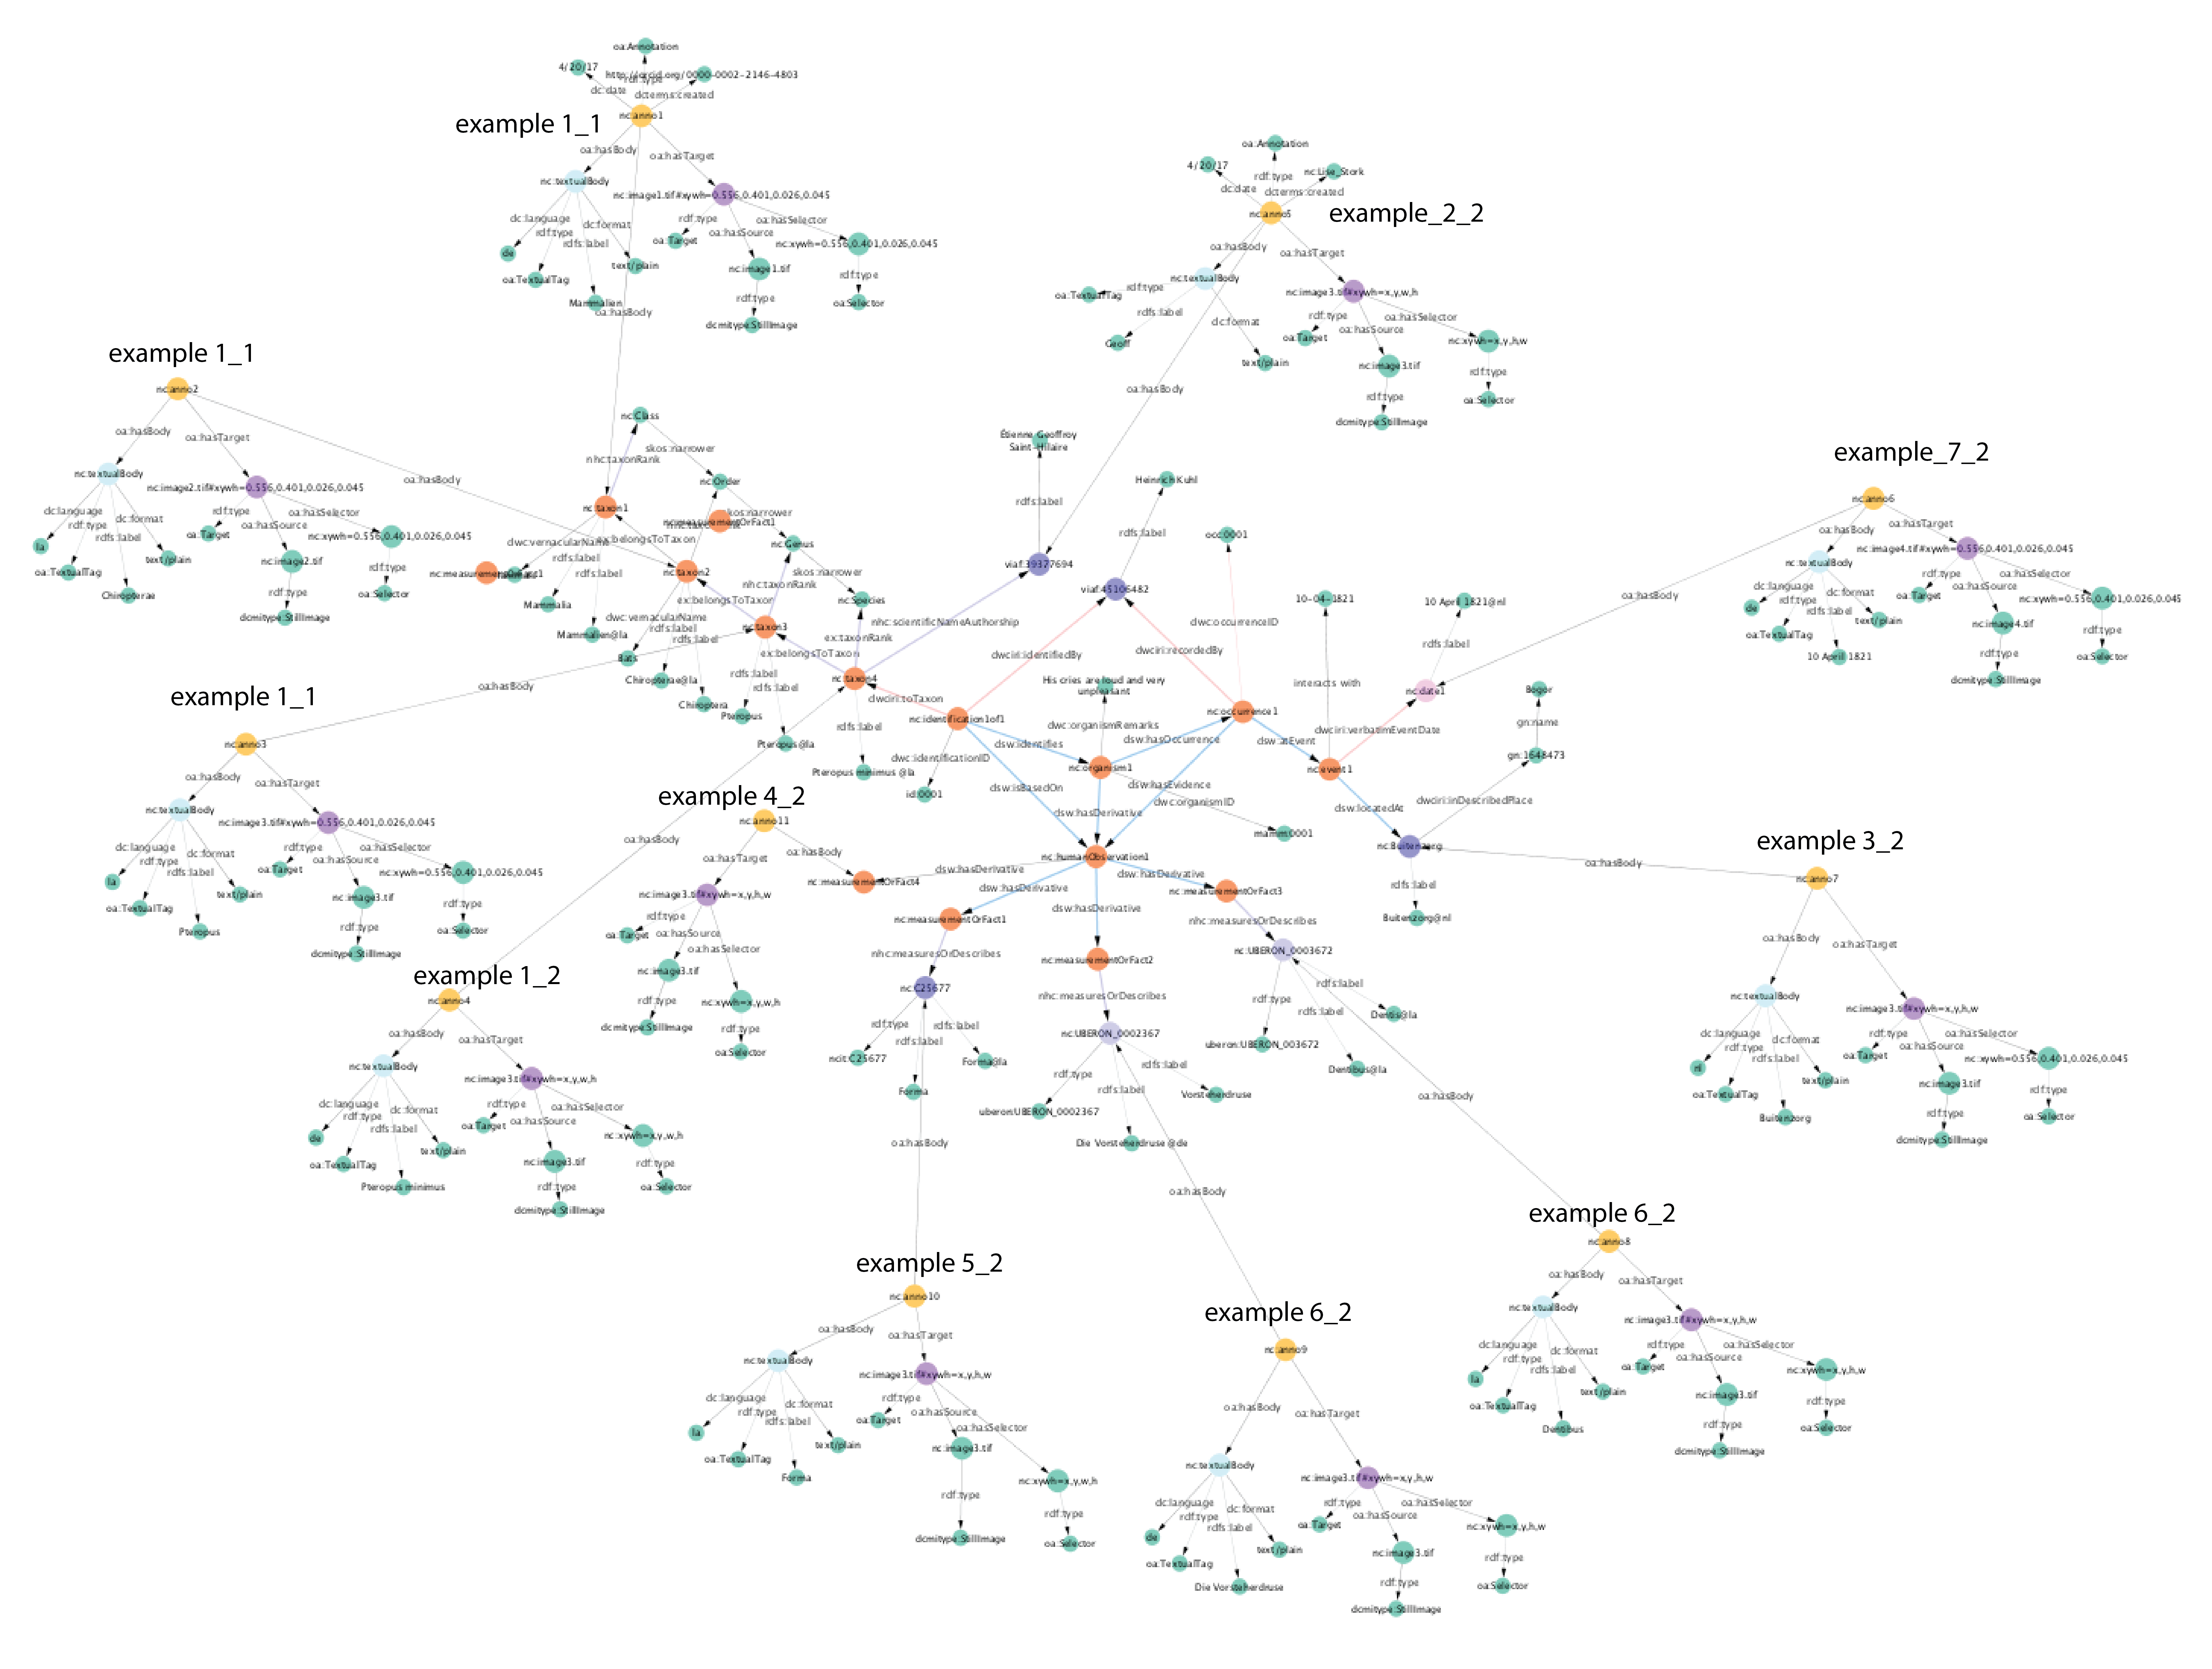 oa:Annotation
4/20/17
http://orcid.org/0000-0002-2146-4803
rdf:type
dc:date
dcterms:created
nc:anno1
example 1_1
oa:hasBody
oa:hasTarget
nc:textualBody
nc:image1.tif#xywh=0.556,0.401,0.026,0.045
dc:language
rdf:type
rdfs:label
dc:format
rdf:type
oa:hasSource
oa:hasSelector
oa:Target
nc:xywh=0.556,0.401,0.026,0.045
de
oa:TextualTag
text/plain
nc:image1.tif
rdf:type
rdf:type
Mammalien
oa:Selector
oa:hasBody
dcmitype:StillImage
oa:Annotation
4/20/17
rdf:type
nc:Lise_Stork
dc:date
dcterms:created
nc:anno5
example_2_2
oa:hasBody
oa:hasTarget
nc:textualBody
oa:TextualTag
rdf:type
nc:image3.tif#xywh=x,y,w,h
rdfs:label
dc:format
rdf:type
oa:hasSource
oa:hasSelector
Geoff
oa:Target
nc:xywh=x,y,h,w
text/plain
nc:image3.tif
rdf:type
rdf:type
oa:Selector
dcmitype:StillImage
oa:hasBody
example 1_1
nc:anno2
oa:hasBody
oa:hasTarget
oa:hasBody
nc:textualBody
nc:image2.tif#xywh=0.556,0.401,0.026,0.045
dc:language
rdf:type
rdfs:label
dc:format
rdf:type
oa:hasSource
oa:hasSelector
oa:Target
nc:xywh=0.556,0.401,0.026,0.045
la
oa:TextualTag
text/plain
nc:image2.tif
rdf:type
rdf:type
Chiropterae
oa:Selector
dcmitype:StillImage
nc:Class
skos:narrower
nhc:taxonRank
nc:Order
nc:taxon1
skos:narrower
nc:measurementOrFact1
nc:Genus
dwc:vernacularName
ex:belongsToTaxon
rdfs:label
rdfs:label
nc:taxon2
nhc:taxonRank
skos:narrower
Mammalia
ex:belongsToTaxon
nc:Species
Mammalien@la
dwc:vernacularName
rdfs:label
rdfs:label
nc:taxon3
ex:taxonRank
nhc:scientificNameAuthorship
ex:belongsToTaxon
Bats
Chiropterae@la
Chiroptera
rdfs:label
rdfs:label
nc:taxon4
dwciri:toTaxon
Pteropus
rdfs:label
Pteropus@la
Pteropus minimus @la
Étienne Geoffroy
Saint-Hilaire
rdfs:label
viaf:39377694
Heinrich Kuhl
rdfs:label
viaf:45106482
occ:0001
dwciri:identifiedBy
dwciri:recordedBy
dwc:occurrenceID
10-04-1821
10 April 1821@nl
rdfs:label
interacts with
nc:date1
dwciri:verbatimEventDate
His cries are loud and very
unpleasant
dwc:organismRemarks
nc:identification1of1
nc:occurrence1
dsw:identifies
dsw:hasOccurrence
dsw:atEvent
dwc:identificationID
nc:organism1
nc:event1
id:0001
dsw:isBasedOn
dsw:hasEvidence
dwc:organismID
dsw:hasDerivative
mamm:0001
dsw:locatedAt
dwciri:inDescribedPlace
Bogor
gn:name
gn:1648473
nc:Buitenzorg
rdfs:label
Buitenzorg@nl
nc:humanObservation1
dsw:hasDerivative
dsw:hasDerivative
dsw:hasDerivative
dsw:hasDerivative
nc:measurementOrFact4
nc:measurementOrFact1
nc:measurementOrFact2
nc:measurementOrFact3
nhc:measuresOrDescribes
nhc:measuresOrDescribes
nhc:measuresOrDescribes
nc:C25677
rdf:type
rdfs:label
rdfs:label
ncit:C25677
Forma
Forma@la
oa:hasBody
nc:UBERON_0002367
rdf:type
rdfs:label
rdfs:label
uberon:UBERON_0002367
Die Vorsteherdruse @de
Vorsteherdruse
oa:hasBody
nc:UBERON_0003672
rdf:type
rdfs:label
rdfs:label
uberon:UBERON_003672
Dentibus@la
Dentis@la
oa:hasBody
example_7_2
nc:anno6
oa:hasBody
oa:hasTarget
oa:hasBody
nc:textualBody
nc:image4.tif#xywh=0.556,0.401,0.026,0.045
dc:language
rdf:type
rdfs:label
dc:format
rdf:type
oa:hasSource
oa:hasSelector
oa:Target
nc:xywh=0.556,0.401,0.026,0.045
de
oa:TextualTag
text/plain
nc:image4.tif
rdf:type
rdf:type
10 April 1821
oa:Selector
dcmitype:StillImage
example 1_1
nc:anno3
oa:hasBody
oa:hasTarget
oa:hasBody
nc:textualBody
nc:image3.tif#xywh=0.556,0.401,0.026,0.045
dc:language
rdf:type
rdfs:label
dc:format
rdf:type
oa:hasSource
oa:hasSelector
oa:Target
nc:xywh=0.556,0.401,0.026,0.045
la
oa:TextualTag
text/plain
nc:image3.tif
rdf:type
rdf:type
Pteropus
oa:Selector
dcmitype:StillImage
example 4_2
nc:anno11
oa:hasTarget
oa:hasBody
nc:image3.tif#xywh=x,y,w,h
rdf:type
oa:hasSource
oa:hasSelector
oa:Target
nc:image3.tif
nc:xywh=x,y,w,h
rdf:type
rdf:type
dcmitype:StillImage
oa:Selector
example 3_2
nc:anno7
oa:hasBody
oa:hasBody
oa:hasTarget
nc:textualBody
nc:image3.tif#xywh=x,y,h,w
dc:language
rdf:type
rdfs:label
dc:format
rdf:type
oa:hasSource
oa:hasSelector
oa:Target
nc:xywh=0.556,0.401,0.026,0.045
nl
oa:TextualTag
text/plain
nc:image3.tif
rdf:type
rdf:type
Buitenzorg
oa:Selector
dcmitype:StillImage
example 1_2
nc:anno4
oa:hasBody
oa:hasBody
oa:hasTarget
nc:textualBody
nc:image3.tif#xywh=x,y,w,h
dc:language
rdf:type
rdfs:label
dc:format
rdf:type
oa:hasSource
oa:hasSelector
oa:Target
nc:xywh=x,y,w,h
de
oa:TextualTag
text/plain
nc:image3.tif
rdf:type
rdf:type
Pteropus minimus
oa:Selector
dcmitype:StillImage
example 5_2
nc:anno10
oa:hasBody
oa:hasTarget
nc:textualBody
nc:image3.tif#xywh=x,y,h,w
dc:language
rdf:type
rdfs:label
dc:format
rdf:type
oa:hasSource
oa:hasSelector
oa:Target
la
oa:TextualTag
text/plain
nc:image3.tif
nc:xywh=x,y,w,h
Forma
rdf:type
rdf:type
dcmitype:StillImage
oa:Selector
example 6_2
nc:anno9
oa:hasBody
oa:hasTarget
nc:textualBody
nc:image3.tif#xywh=x,y,h,w
dc:language
rdf:type
rdfs:label
dc:format
rdf:type
oa:hasSource
oa:hasSelector
oa:Target
nc:xywh=x,y,h,w
de
oa:TextualTag
text/plain
nc:image3.tif
rdf:type
rdf:type
Die Vorsteherdruse
oa:Selector
dcmitype:StillImage
example 6_2
nc:anno8
oa:hasBody
oa:hasTarget
nc:textualBody
nc:image3.tif#xywh=x,y,h,w
dc:language
rdf:type
rdfs:label
dc:format
rdf:type
oa:hasSource
oa:hasSelector
oa:Target
nc:xywh=x,y,h,w
la
oa:TextualTag
text/plain
nc:image3.tif
rdf:type
rdf:type
Dentibus
oa:Selector
dcmitype:StillImage